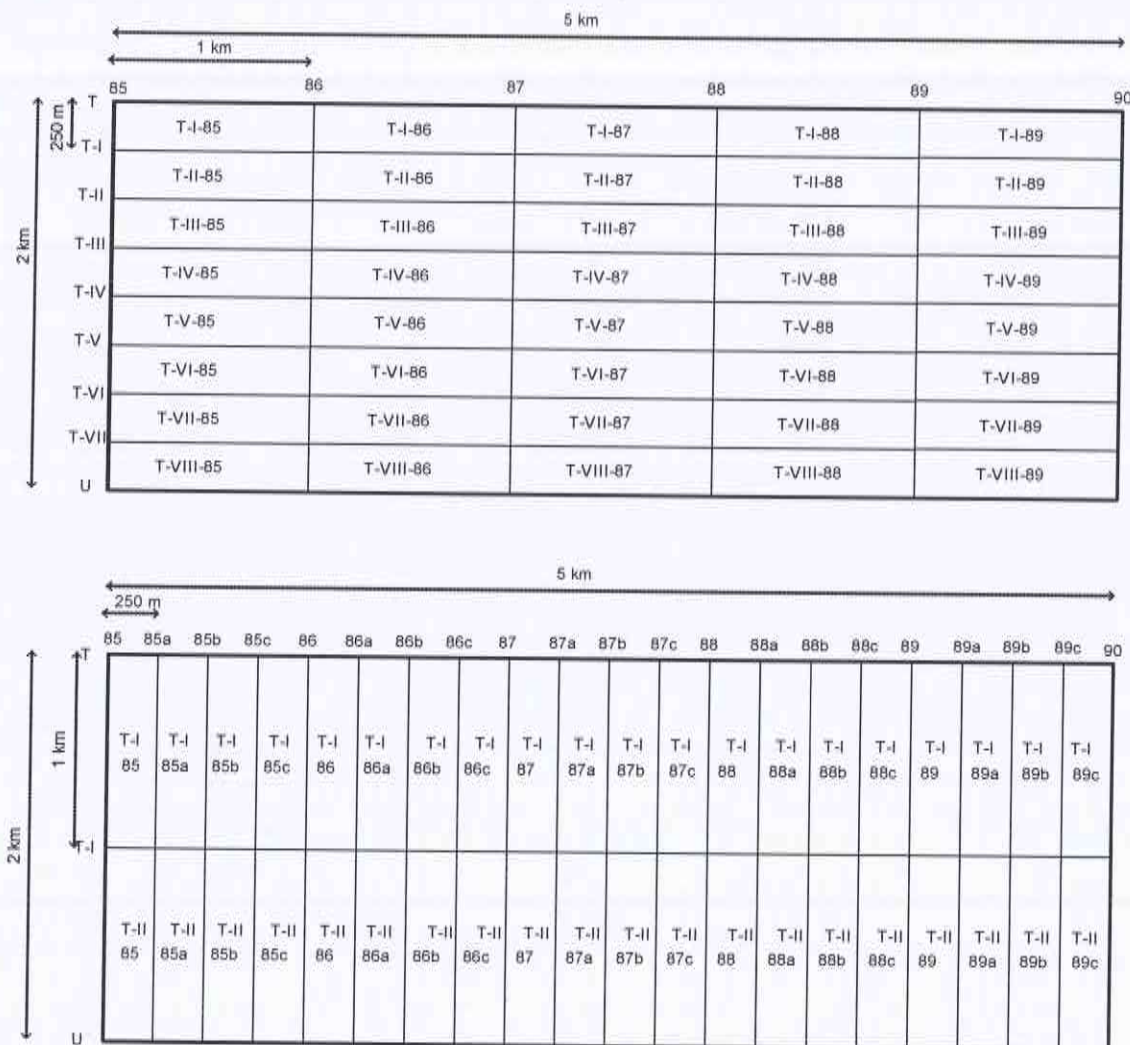 5 km
1 km
85 86 87 88 89 90
T
250 m
T-I-85 T-I-86 T-I-87 T-I-88 T-I-89
T-I
T-II-85 T-II-86 T-II-87 T-II-88 T-II-89
T-II
T-III-85 T-III-86 T-III-87 T-III-88 T-III-89
2 km
T-III
T-IV-85 T-IV-86 T-IV-87 T-IV-88 T-IV-89
T-IV
T-V-85 T-V-86 T-V-87 T-V-88 T-V-89
T-V
T-VI-85 T-VI-86 T-VI-87 T-VI-88 T-VI-89
T-VI
T-VII-85 T-VII-86 T-VII-87 T-VII-88 T-VII-89
T-VII
T-VIII-85 T-VIII-86 T-VIII-87 T-VIII-88 T-VIII-89
U
5 km
250 m
85 85a 85b 85c 86 86a 86b 86c 87 87a 87b 87c 88 88a 88b 88c 89 89a 89b 89c 90
T
1 km
T-I T-I T-I T-I T-I T-I T-I T-I T-I T-I T-I T-I T-I T-I T-I T-I T-I T-I T-I T-I
85 85a 85b 85c 86 86a 86b 86c 87 87a 87b 87c 88 88a 88b 88c 89 89a 89b 89c
2 km
T-I
T-II T-II T-II T-II T-II T-II T-II T-II T-II T-II T-II T-II T-II T-II T-II T-II T-II T-II T-II T-II
85 85a 85b 85c 86 86a 86b 86c 87 87a 87b 87c 88 88a 88b 88c 89 89a 89b 89c
U